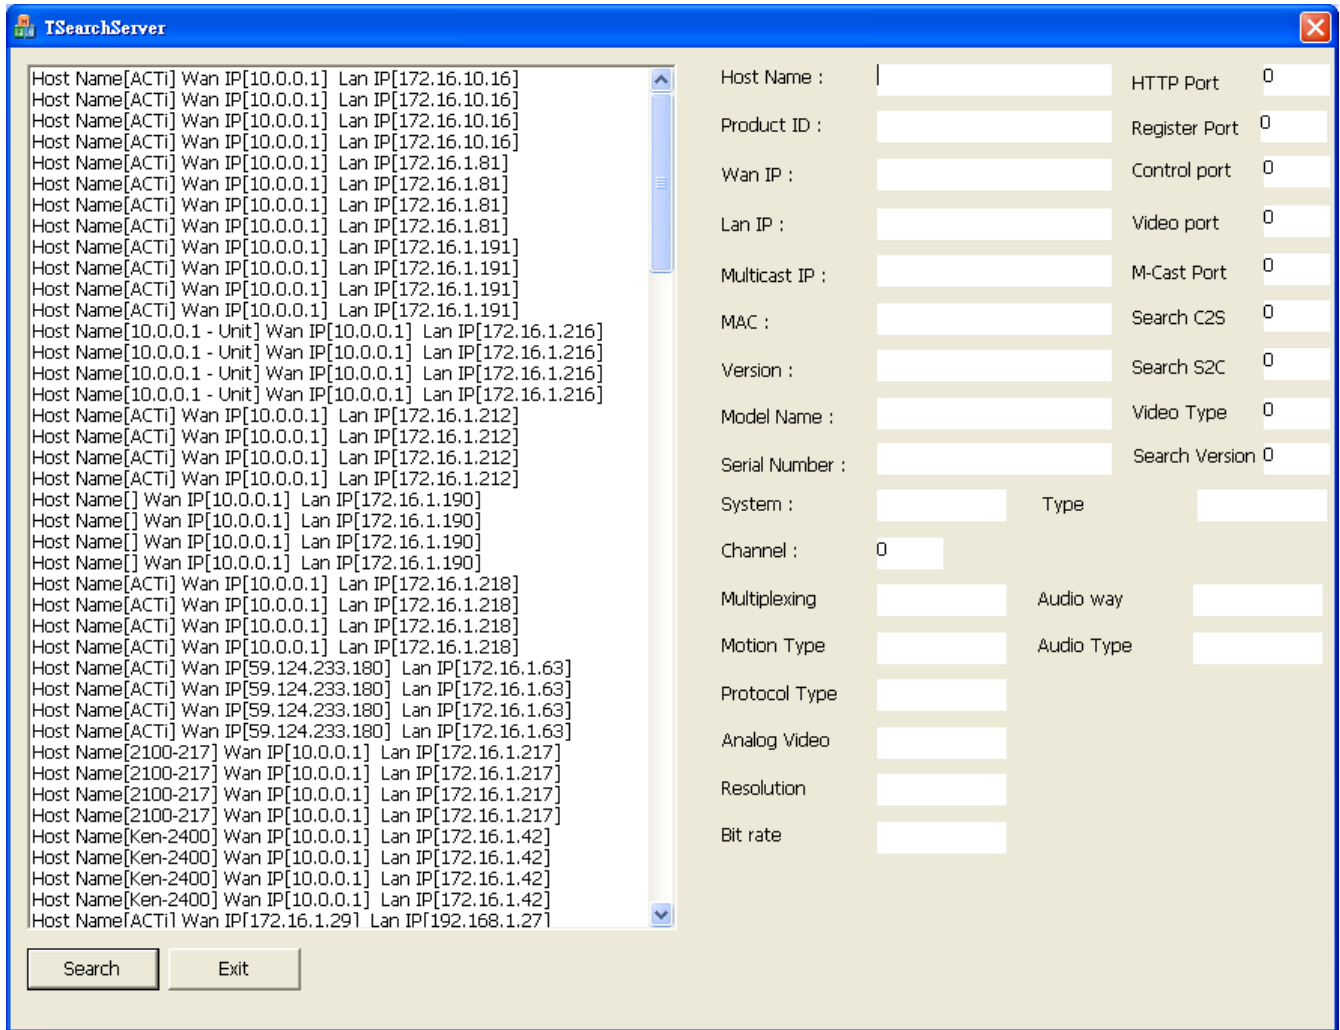 TSearchServer
Host Name[ACTi] Wan IP[10.0.0.1]  Lan IP[172.16.10.16]
Host Name[ACTi] Wan IP[10.0.0.1]  Lan IP[172.16.10.16]
Host Name[ACTi] Wan IP[10.0.0.1]  Lan IP[172.16.10.16]
Host Name[ACTi] Wan IP[10.0.0.1]  Lan IP[172.16.10.16]
Host Name[ACTi] Wan IP[10.0.0.1]  Lan IP[172.16.1.81]
Host Name[ACTi] Wan IP[10.0.0.1]  Lan IP[172.16.1.81]
Host Name[ACTi] Wan IP[10.0.0.1]  Lan IP[172.16.1.81]
Host Name[ACTi] Wan IP[10.0.0.1]  Lan IP[172.16.1.81]
Host Name[ACTi] Wan IP[10.0.0.1]  Lan IP[172.16.1.191]
Host Name[ACTi] Wan IP[10.0.0.1]  Lan IP[172.16.1.191]
Host Name[ACTi] Wan IP[10.0.0.1]  Lan IP[172.16.1.191]
Host Name[ACTi] Wan IP[10.0.0.1]  Lan IP[172.16.1.191]
Host Name[10.0.0.1 - Unit] Wan IP[10.0.0.1]  Lan IP[172.16.1.216]
Host Name[10.0.0.1 - Unit] Wan IP[10.0.0.1]  Lan IP[172.16.1.216]
Host Name[10.0.0.1 - Unit] Wan IP[10.0.0.1]  Lan IP[172.16.1.216]
Host Name[10.0.0.1 - Unit] Wan IP[10.0.0.1]  Lan IP[172.16.1.216]
Host Name[ACTi] Wan IP[10.0.0.1]  Lan IP[172.16.1.212]
Host Name[ACTi] Wan IP[10.0.0.1]  Lan IP[172.16.1.212]
Host Name[ACTi] Wan IP[10.0.0.1]  Lan IP[172.16.1.212]
Host Name[ACTi] Wan IP[10.0.0.1]  Lan IP[172.16.1.212]
Host Name[] Wan IP[10.0.0.1]  Lan IP[172.16.1.190]
Host Name[] Wan IP[10.0.0.1]  Lan IP[172.16.1.190]
Host Name[] Wan IP[10.0.0.1]  Lan IP[172.16.1.190]
Host Name[] Wan IP[10.0.0.1]  Lan IP[172.16.1.190]
Host Name[ACTi] Wan IP[10.0.0.1]  Lan IP[172.16.1.218]
Host Name[ACTi] Wan IP[10.0.0.1]  Lan IP[172.16.1.218]
Host Name[ACTi] Wan IP[10.0.0.1]  Lan IP[172.16.1.218]
Host Name[ACTi] Wan IP[10.0.0.1]  Lan IP[172.16.1.218]
Host Name[ACTi] Wan IP[59.124.233.180]  Lan IP[172.16.1.63]
Host Name[ACTi] Wan IP[59.124.233.180]  Lan IP[172.16.1.63]
Host Name[ACTi] Wan IP[59.124.233.180]  Lan IP[172.16.1.63]
Host Name[ACTi] Wan IP[59.124.233.180]  Lan IP[172.16.1.63]
Host Name[2100-217] Wan IP[10.0.0.1]  Lan IP[172.16.1.217]
Host Name[2100-217] Wan IP[10.0.0.1]  Lan IP[172.16.1.217]
Host Name[2100-217] Wan IP[10.0.0.1]  Lan IP[172.16.1.217]
Host Name[2100-217] Wan IP[10.0.0.1]  Lan IP[172.16.1.217]
Host Name[Ken-2400] Wan IP[10.0.0.1]  Lan IP[172.16.1.42]
Host Name[Ken-2400] Wan IP[10.0.0.1]  Lan IP[172.16.1.42]
Host Name[Ken-2400] Wan IP[10.0.0.1]  Lan IP[172.16.1.42]
Host Name[Ken-2400] Wan IP[10.0.0.1]  Lan IP[172.16.1.42]
Host Name[ACTi] Wan IP[172.16.1.29]  Lan IP[192.168.1.27]
Search Exit
Host Name : HTTP Port 0
Product ID : Register Port 0
Wan IP : Control port 0
Lan IP : Video port 0
Multicast IP : M-Cast Port 0
MAC : Search C2S 0
Version : Search S2C 0
Model Name : Video Type 0
Serial Number : Search Version 0
System : Type
Channel : 0
Multiplexing Audio way
Motion Type Audio Type
Protocol Type
Analog Video
Resolution
Bit rate